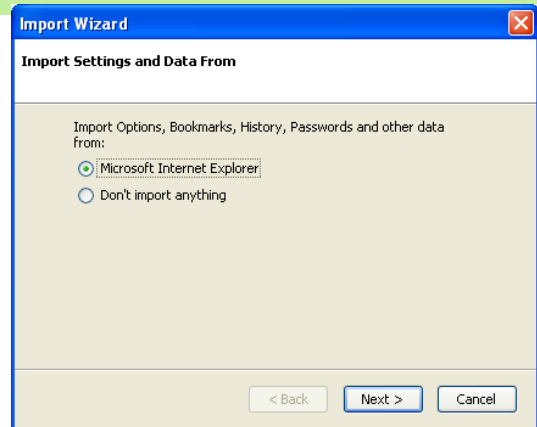 Import Wizard
Import Settings and Data From
Import Options, Bookmarks, History, Passwords and other data
from:
Microsoft Internet Explorer
Don't import anything
< Back Next > Cancel